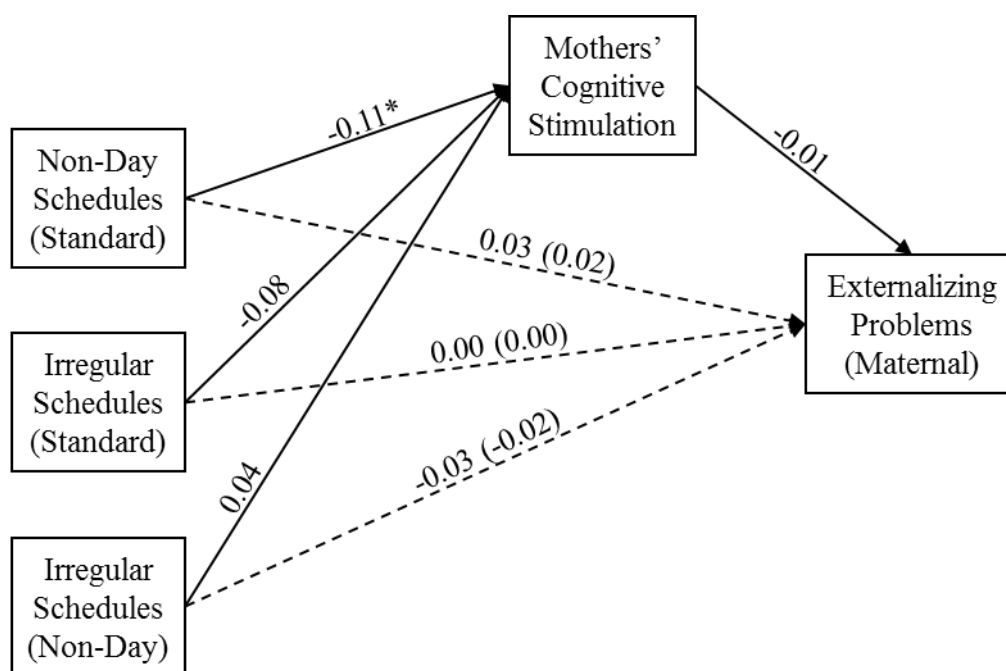 Mothers’
Cognitive
Stimulation
-0.11*
-0.01
Non-Day
Schedules
(Standard)
0.03 (0.02)
Externalizing
Problems
(Maternal)
-0.08
0.00 (0.00)
Irregular
Schedules
(Standard)
-0.03 (-0.02)
0.04
Irregular
Schedules
(Non-Day)